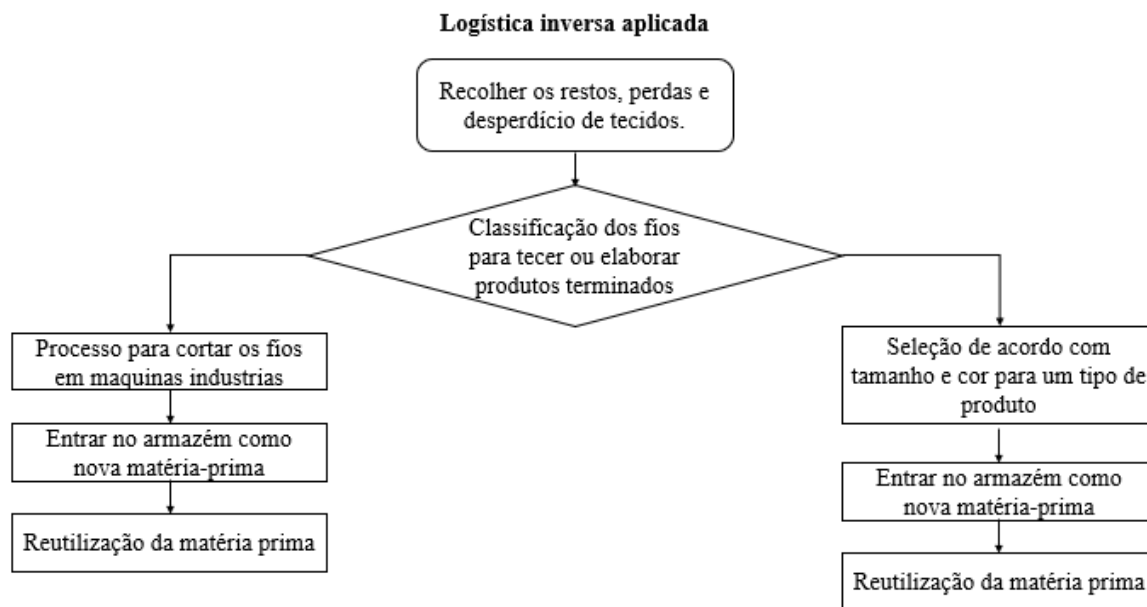 Logística inversa aplicada
Recolher os restos, perdas e
desperdício de tecidos.
Classificação dos fios
para tecer ou elaborar
produtos terminados
Processo para cortar os fios
em maquinas industrias
Entrar no armazém como
nova matéria-prima
Reutilização da matéria prima
Seleção de acordo com
tamanho e cor para um tipo de
produto
Entrar no armazém como
nova matéria-prima
Reutilização da matéria prima